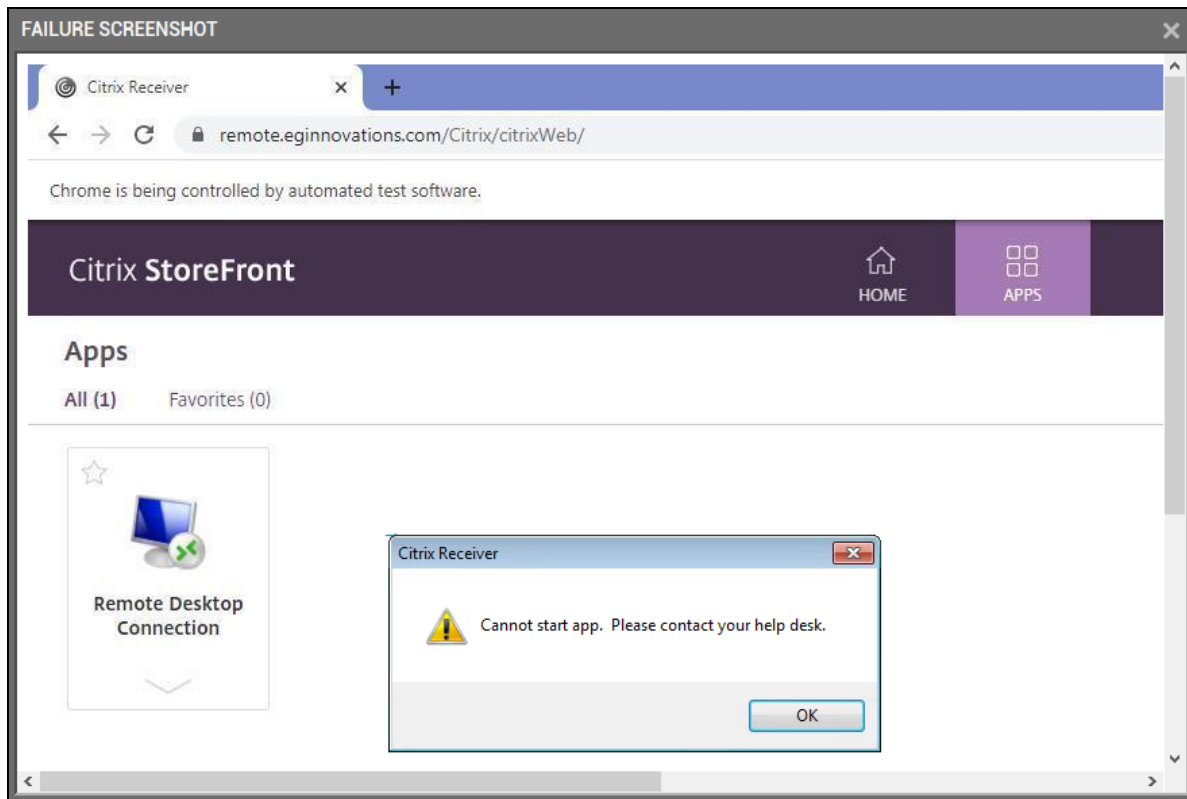 FAILURE SCREENSHOT
Citrix Receiver
remote.eginnovations.com/Citrix/citrixWeb/
Chrome is being controlled by automated test software.
Citrix StoreFront
HOME
APPS
Apps
All (1) Favorites (0)
Remote Desktop
Connection
Citrix Receiver
Cannot start app. Please contact your help desk.
OK